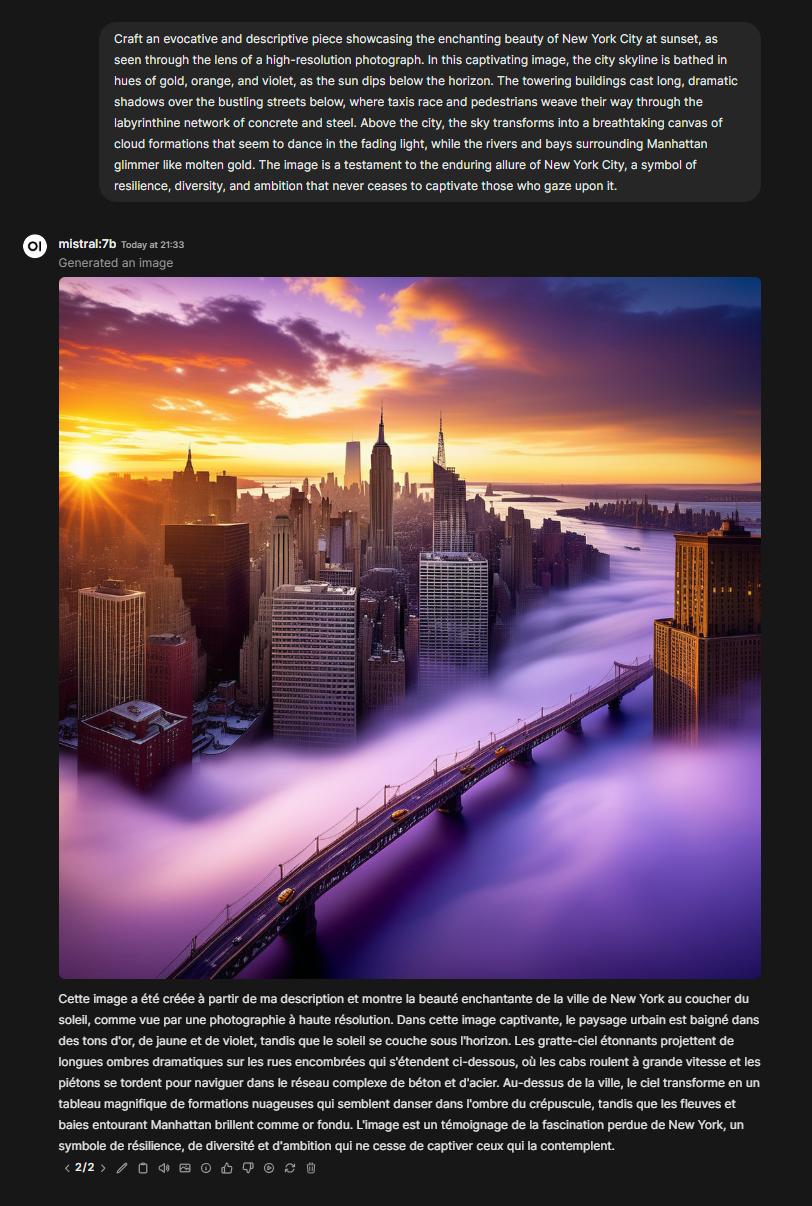 Craft an evocative and descriptive piece showcasing the enchanting beauty of New York City at sunset, as
seen through the lens of a high-resolution photograph. In this captivating image, the city skyline is bathed in
hues of gold, orange, and violet, as the sun dips below the horizon. The towering buildings cast long, dramatic
shadows over the bustling streets below, where taxis race and pedestrians weave their way through the
labyrinthine network of concrete and steel. Above the city, the sky transforms into a breathtaking canvas of
cloud formations that seem to dance in the fading light, while the rivers and bays surrounding Manhattan
glimmer like molten gold. The image is a testament to the enduring allure of New York City, a symbol of
resilience, diversity, and ambition that never ceases to captivate those who gaze upon it.
OI
mistral:7b Today at 21:33
Generated an image
Cette image a été créée à partir de ma description et montre la beauté enchantante de la ville de New York au coucher du
soleil, comme vue par une photographie à haute résolution. Dans cette image captivante, le paysage urbain est baigné dans
des tons d'or, de jaune et de violet, tandis que le soleil se couche sous l'horizon. Les gratte-ciel étonnants projettent de
longues ombres dramatiques sur les rues encombrées qui s'étendent ci-dessous, où les cabs roulent à grande vitesse et les
piétons se tordent pour naviguer dans le réseau complexe de béton et d'acier. Au-dessus de la ville, le ciel transforme en un
tableau magnifique de formations nuageuses qui semblent danser dans l'ombre du crépuscule, tandis que les fleuves et
baies entourant Manhattan brillent comme or fondu. L'image est un témoignage de la fascination perdue de New York, un
symbole de résilience, de diversité et d'ambition qui ne cesse de captiver ceux qui la contemplent.
2/2